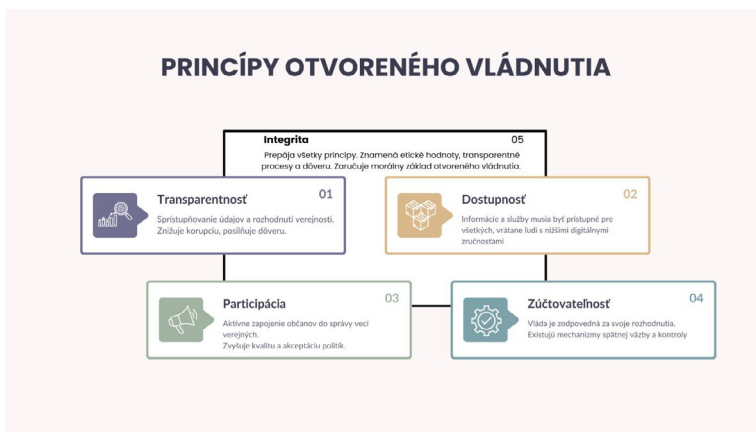 PRINCÍPY OTVORENÉHO VLÁDNUTIA
Integrita 05
Prepája všetky principy. Znamená etické hodnoty, transparentné
procesy a dôveru. Zaručuje morálny základ otvoreného vládnutia.
Transparentnosť 01
Sprístupňovanie údajov a rozhodnutí verejnosti.
Znižuje korupciu, posilňuje dôveru.
Dostupnosť 02
Informácie a služby musia byť prístupné pre
všetkých, vrátane ľudí s nižšími digitálnymi
zručnosťami
Participácia 03
Aktívne zapojenie občanov do správy vecí
verejných.
Zvyšuje kvalitu a akceptáciu politík.
Zúčtovateľnosť 04
Vláda je zodpovedná za svoje rozhodnutia.
Existujú mechanizmy spätnej väzby a kontroly